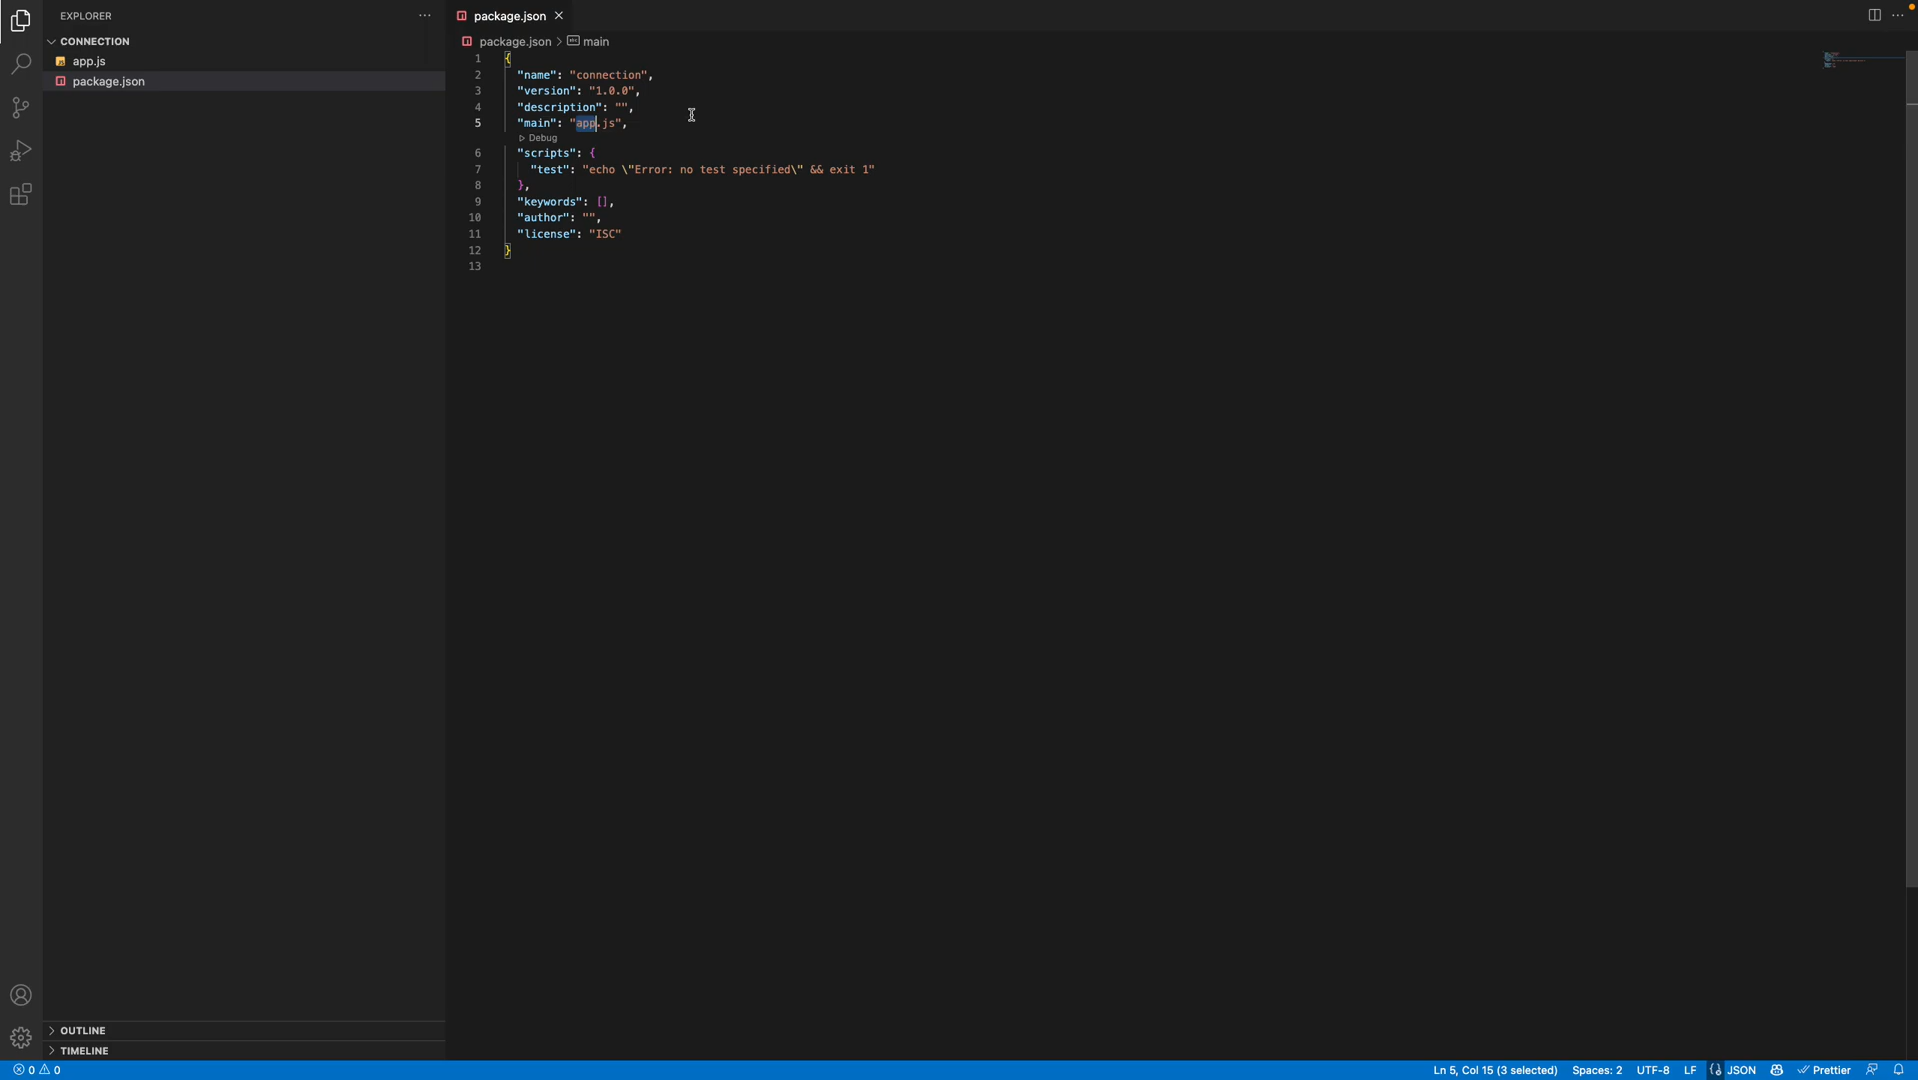 EXPLORER
···
package.json
CONNECTION
package.json > main
app.js
package.json
1 {
2 "name": "connection",
3 "version": "1.0.0",
4 "description": "",
5 "main": "app.js",
Debug
6 "scripts": {
7 "test": "echo \"Error: no test specified\" && exit 1"
8 },
9 "keywords": [],
10 "author": "",
11 "license": "ISC"
12 }
13
OUTLINE
TIMELINE
0 0 Ln 5, Col 15 (3 selected) Spaces: 2 UTF-8 LF JSON Prettier